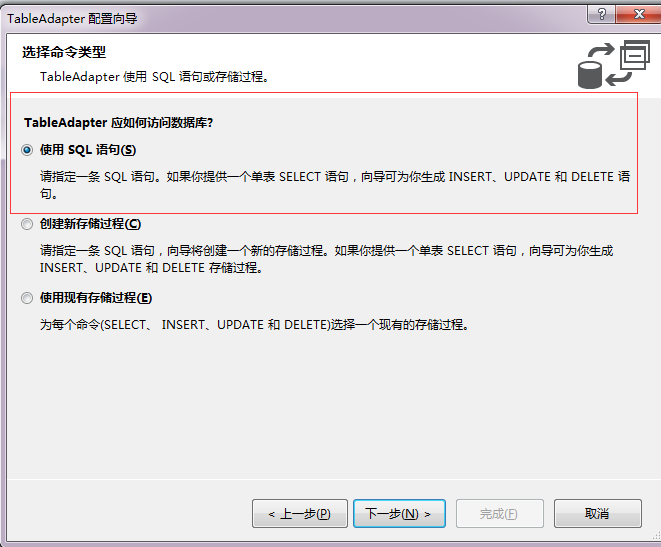 TableAdapter 配置向导
选择命令类型
TableAdapter 使用 SQL 语句或存储过程。
TableAdapter 应如何访问数据库?
使用 SQL 语句(S)
请指定一条 SQL 语句。如果你提供一个单表 SELECT 语句，向导可为你生成 INSERT、UPDATE 和 DELETE 语
句。
创建新存储过程(C)
请指定一条 SQL 语句，向导将创建一个新的存储过程。如果你提供一个单表 SELECT 语句，向导可为你生成
INSERT、UPDATE 和 DELETE 存储过程。
使用现有存储过程(E)
为每个命令(SELECT、 INSERT、UPDATE 和 DELETE)选择一个现有的存储过程。
< 上一步(P)
下一步(N) >
完成(F)
取消